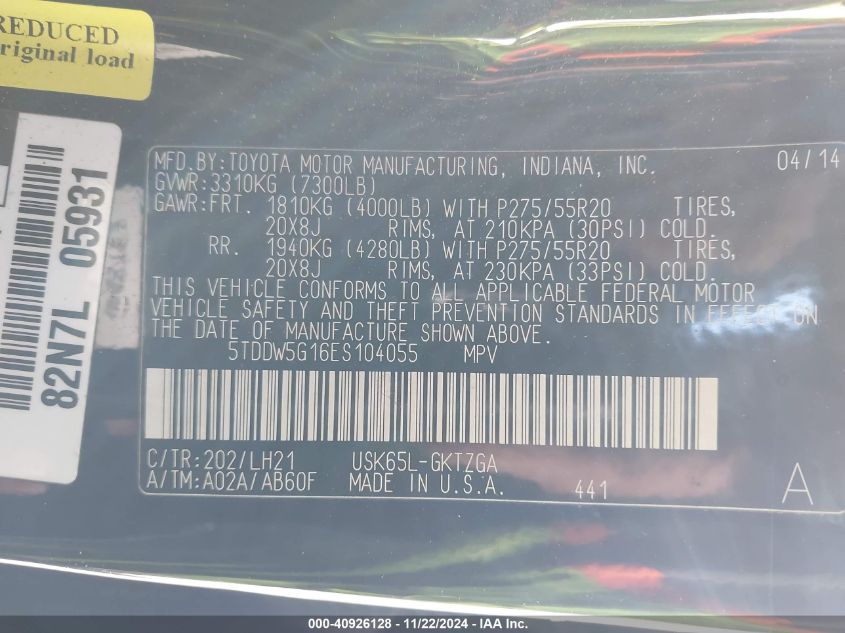 REDUCED
original load
82N7L 05931
MFD.BY:TOYOTA MOTOR MANUFACTURING, INDIANA, INC. 04/14
GVWR:3310KG (7300LB)
GAWR:FRT. 1810KG (4000LB) WITH P275/55R20 TIRES,
20X8J RIMS, AT 210KPA (30PSI) COLD.
RR. 1940KG (4280LB) WITH P275/55R20 TIRES,
20X8J RIMS, AT 230KPA (33PSI) COLD.
THIS VEHICLE CONFORMS TO ALL APPLICABLE FEDERAL MOTOR
VEHICLE SAFETY AND THEFT PREVENTION STANDARDS IN EFFECT ON
THE DATE OF MANUFACTURE SHOWN ABOVE.
5TDDW5G16ES104055 MPV
C/TR:202/LH21 USK65L-GKTZGA
A/TM:A02A/AB60F MADE IN U.S.A. 441 A
000-40926128 - 11/22/2024 - IAA Inc.